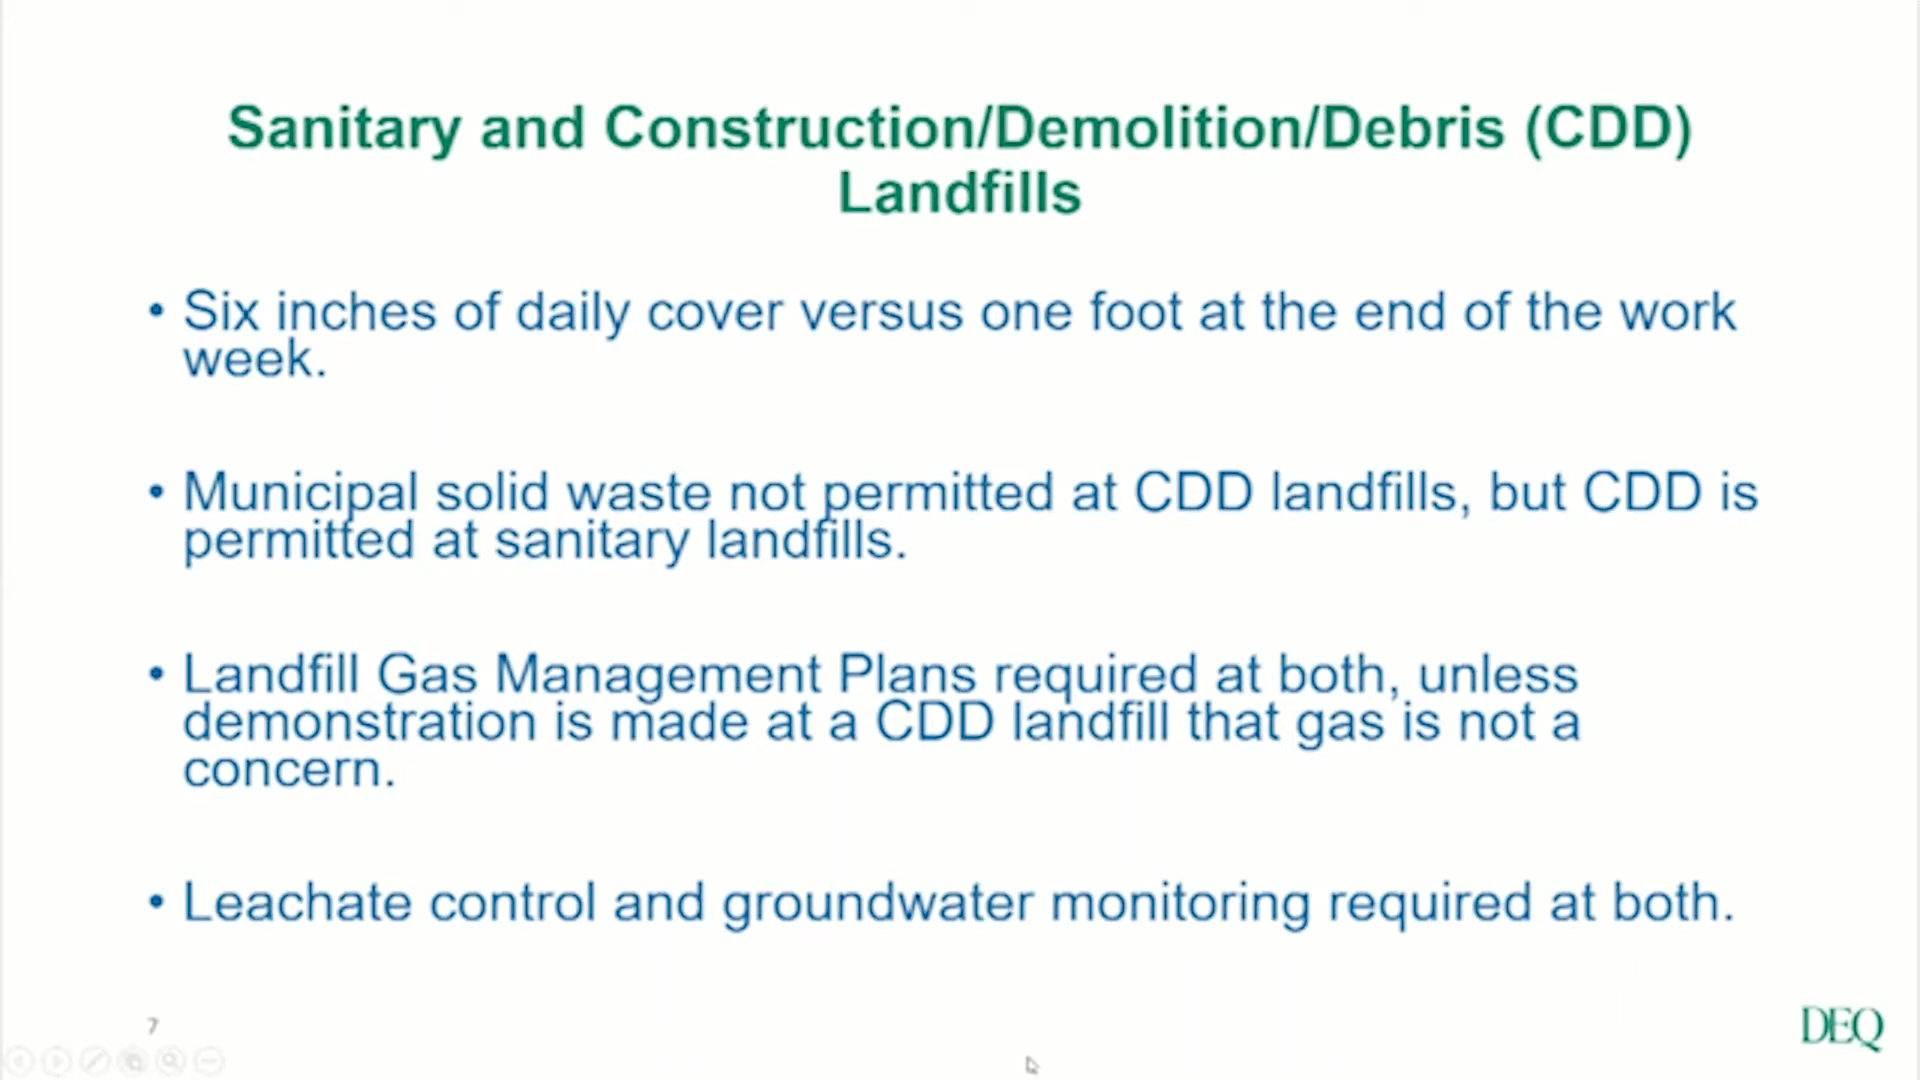 Sanitary and Construction/Demolition/Debris (CDD)
Landfills
• Six inches of daily cover versus one foot at the end of the work
week.
• Municipal solid waste not permitted at CDD landfills, but CDD is
permitted at sanitary landfills.
• Landfill Gas Management Plans required at both, unless
demonstration is made at a CDD landfill that gas is not a
concern.
• Leachate control and groundwater monitoring required at both.
7
DEQ